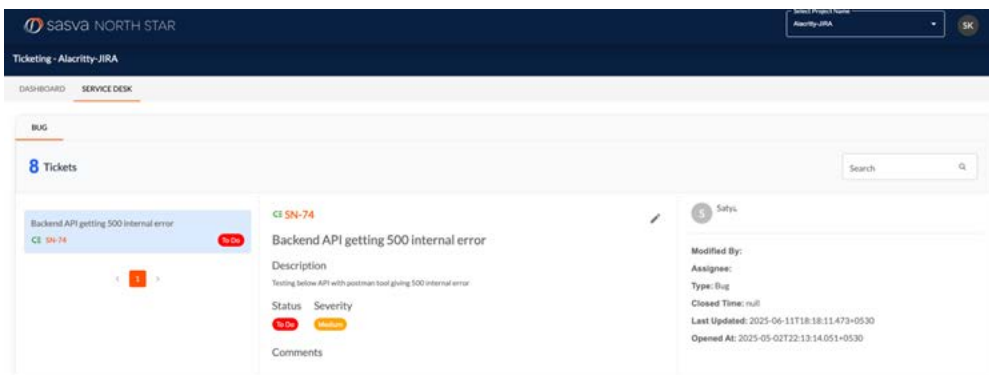 sasva NORTH STAR
Select Project Name
Alacritty-JIRA
SK
Ticketing - Alacritty-JIRA
DASHBOARD SERVICE DESK
BUG
8 Tickets
Search
Backend API getting 500 internal error
CE SN-74
To Do
< 1 >
CE SN-74
Backend API getting 500 internal error
Description
Testing below API with postman tool giving 500 internal error
Status Severity
To Do Medium
Comments
S
Satya
Modified By:
Assignee:
Type: Bug
Closed Time: null
Last Updated: 2025-06-11T18:18:11.473+0530
Opened At: 2025-05-02T22:13:14.051+0530